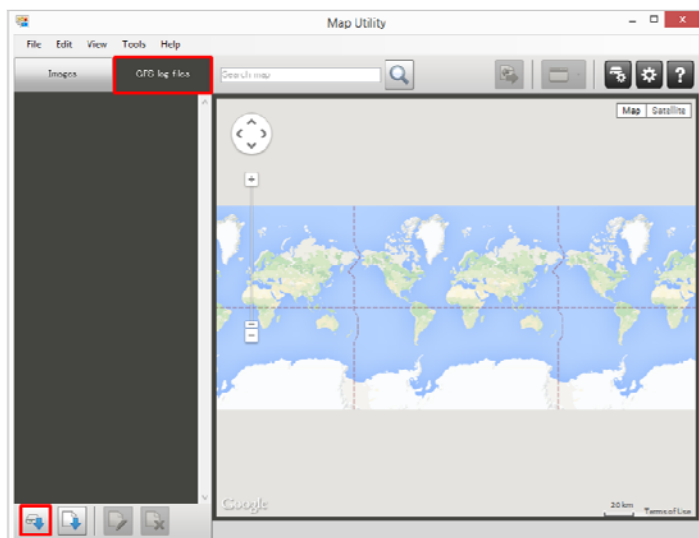 Map Utility
File Edit View Tools Help
Images GPS log files Search map
Map Satellite
Google
20 km Terms of Use